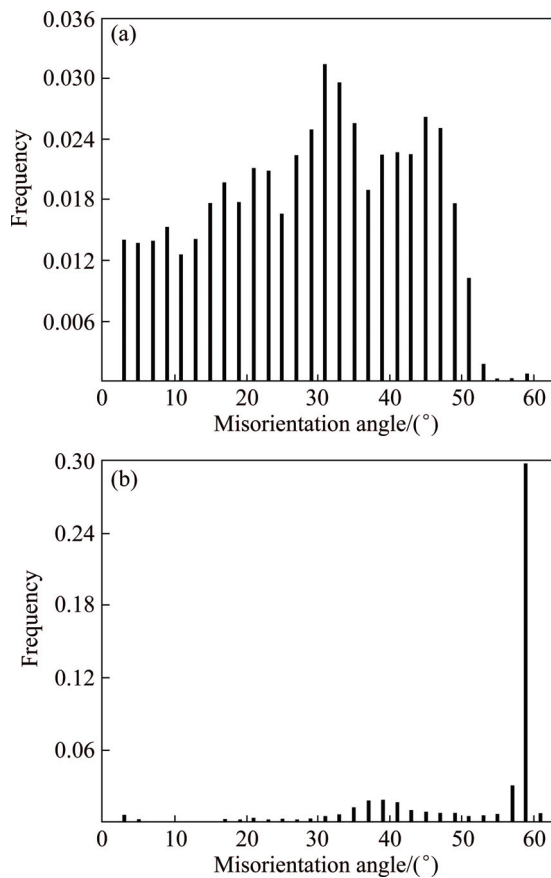 (a)
0.036
0.030
0.024
0.018
0.012
0.006
Frequency
0 10 20 30 40 50 60
Misorientation angle/(°)
(b)
0.30
0.24
0.18
0.12
0.06
Frequency
0 10 20 30 40 50 60
Misorientation angle/(°)